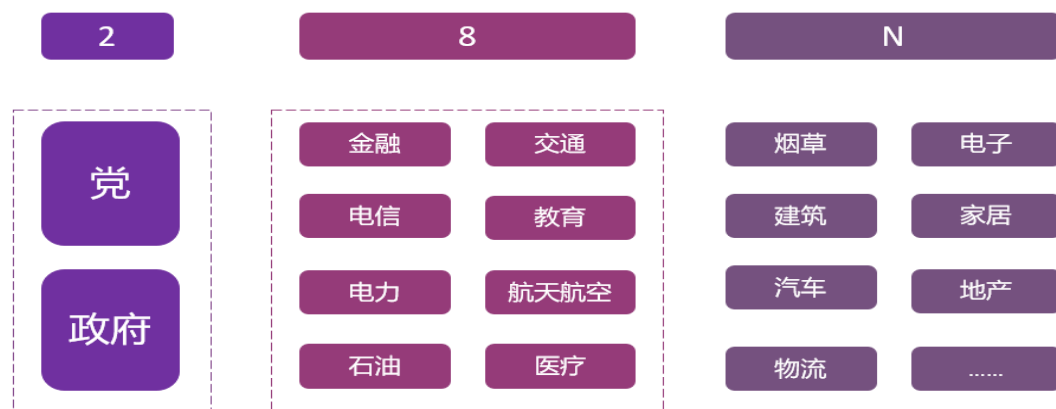 2
8
N
党
政府
金融
交通
电信
教育
电力
航天航空
石油
医疗
烟草
电子
建筑
家居
汽车
地产
物流
......